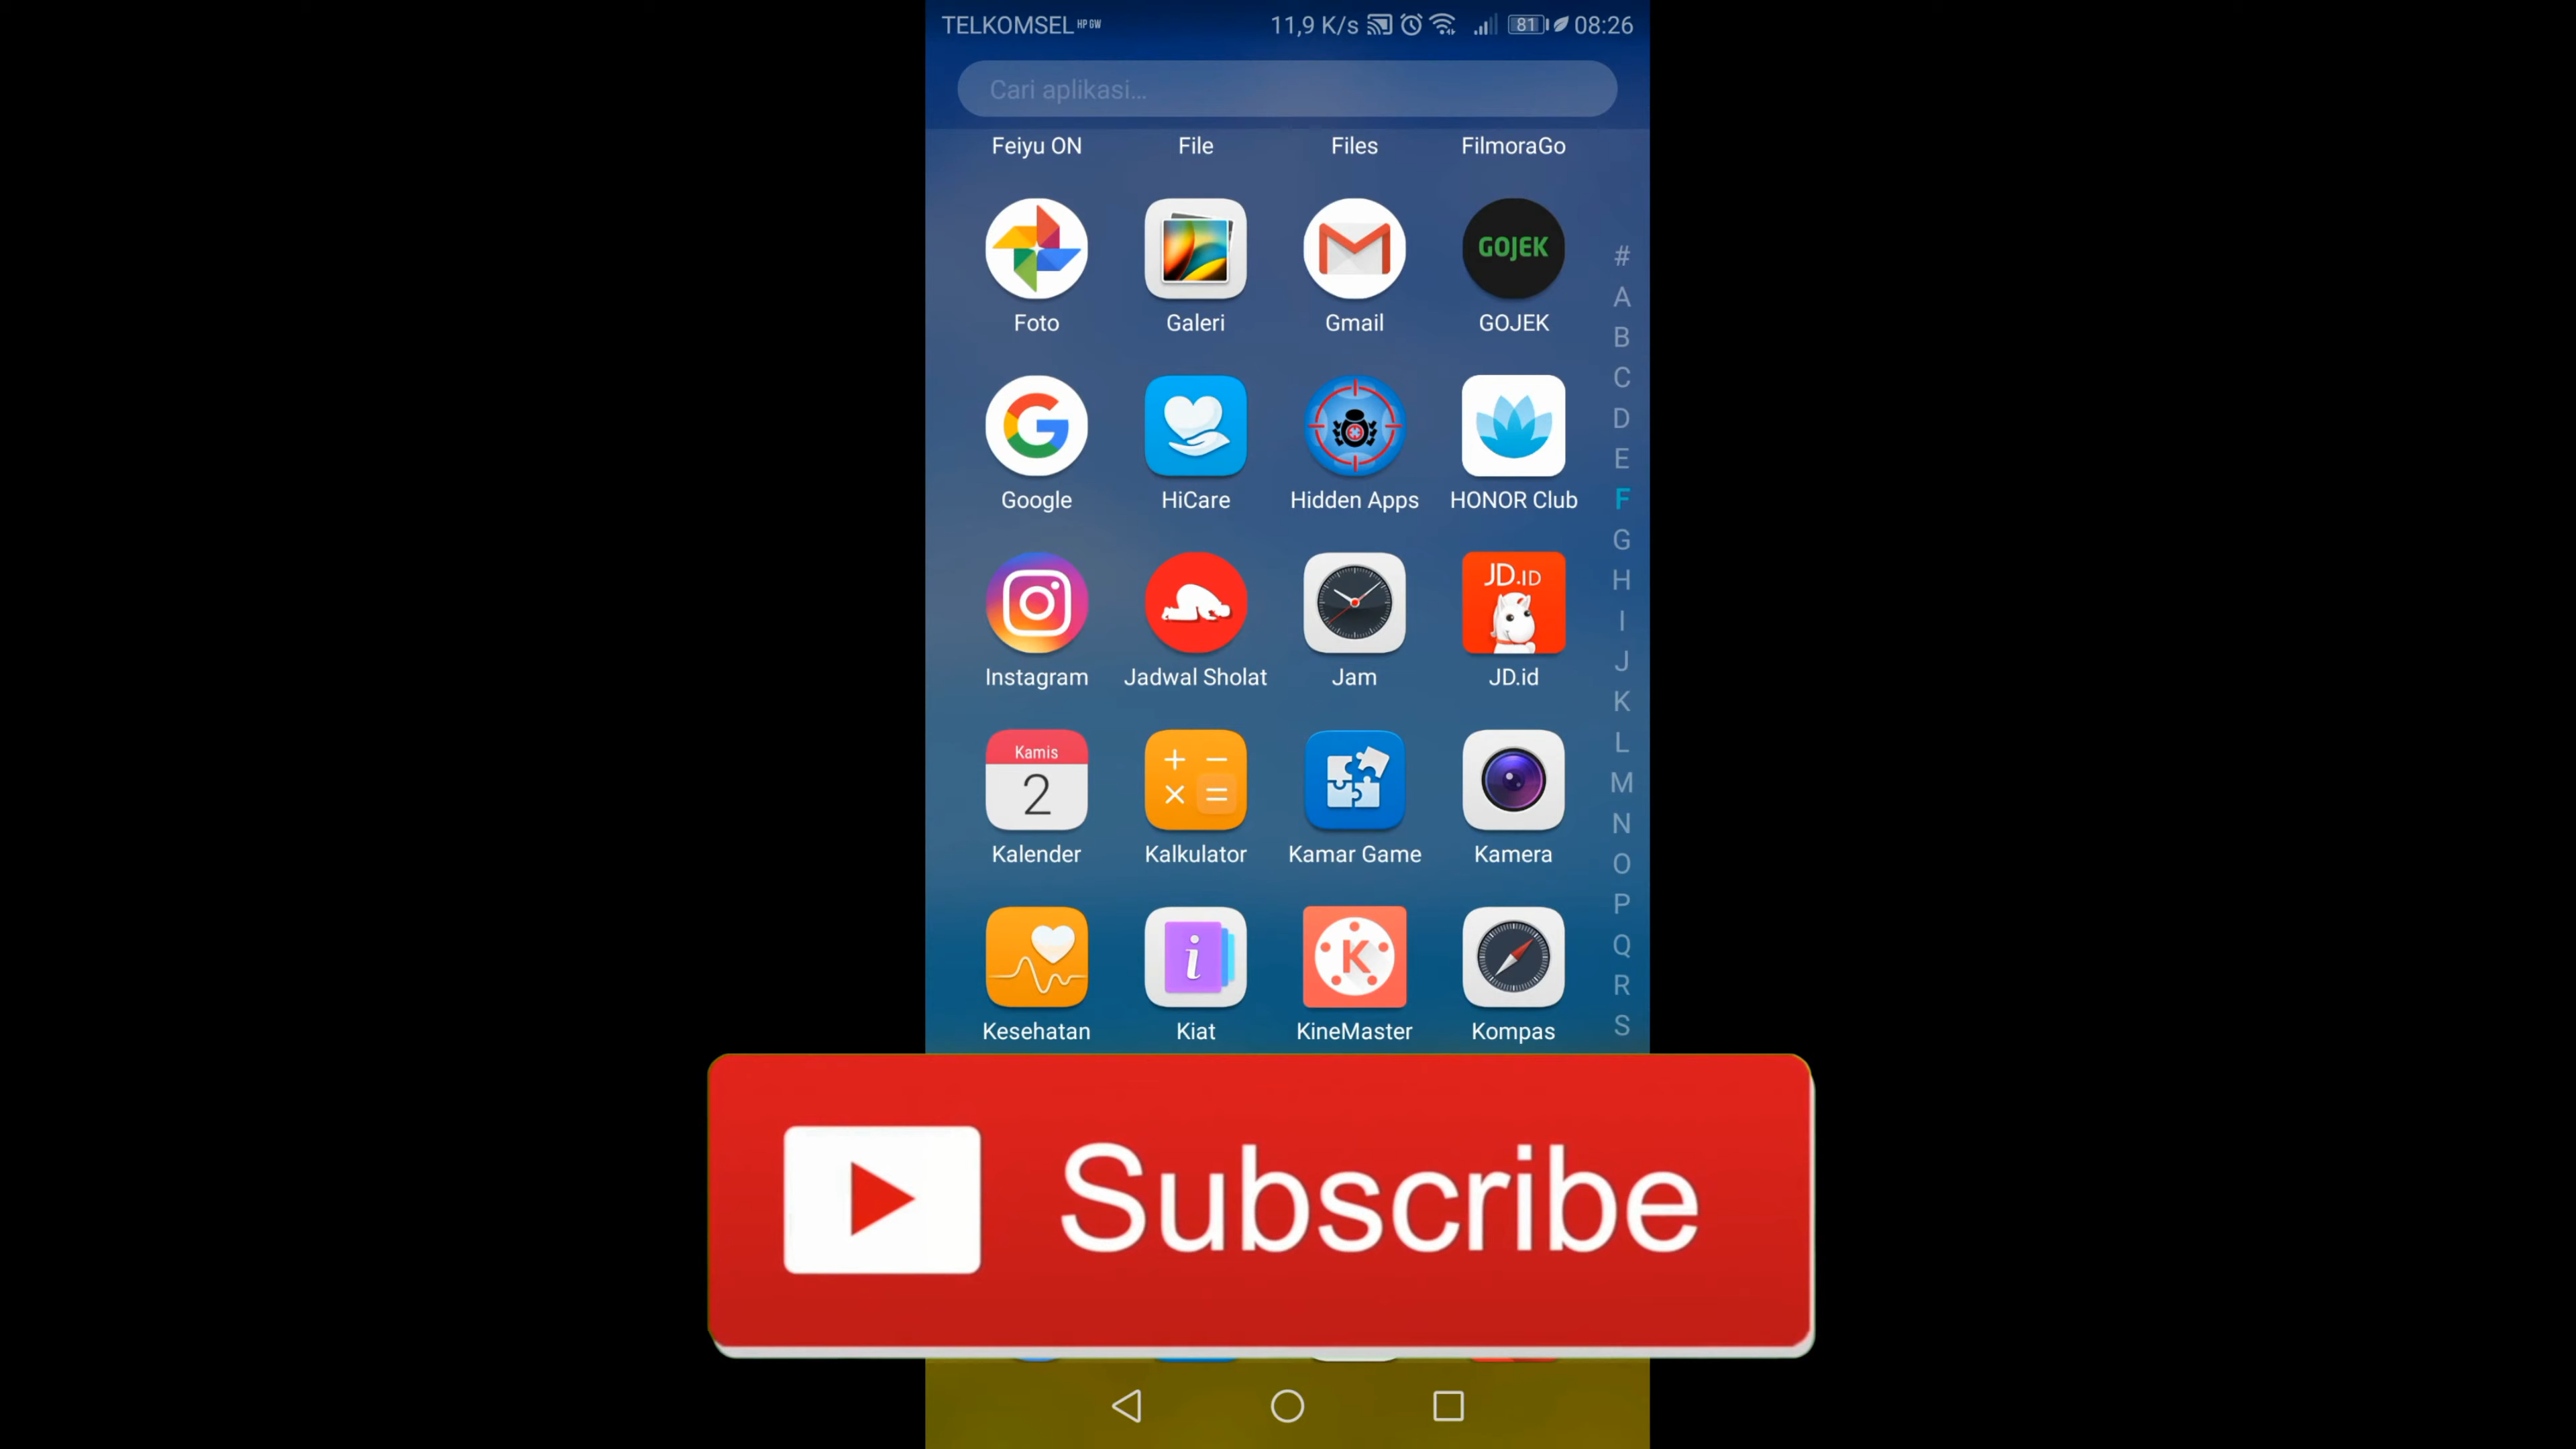 TELKOMSEL HP GW 11,9 K/s 81 08:26
Cari aplikasi...
Feiyu ON File Files FilmoraGo
GOJEK
Foto Galeri Gmail GOJEK
Google HiCare Hidden Apps HONOR Club
JD.ID
Instagram Jadwal Sholat Jam JD.id
Kamis
2
Kalender Kalkulator Kamar Game Kamera
i K
Kesehatan Kiat KineMaster Kompas
#
A
B
C
D
E
F
G
H
I
J
K
L
M
N
O
P
Q
R
S
Subscribe